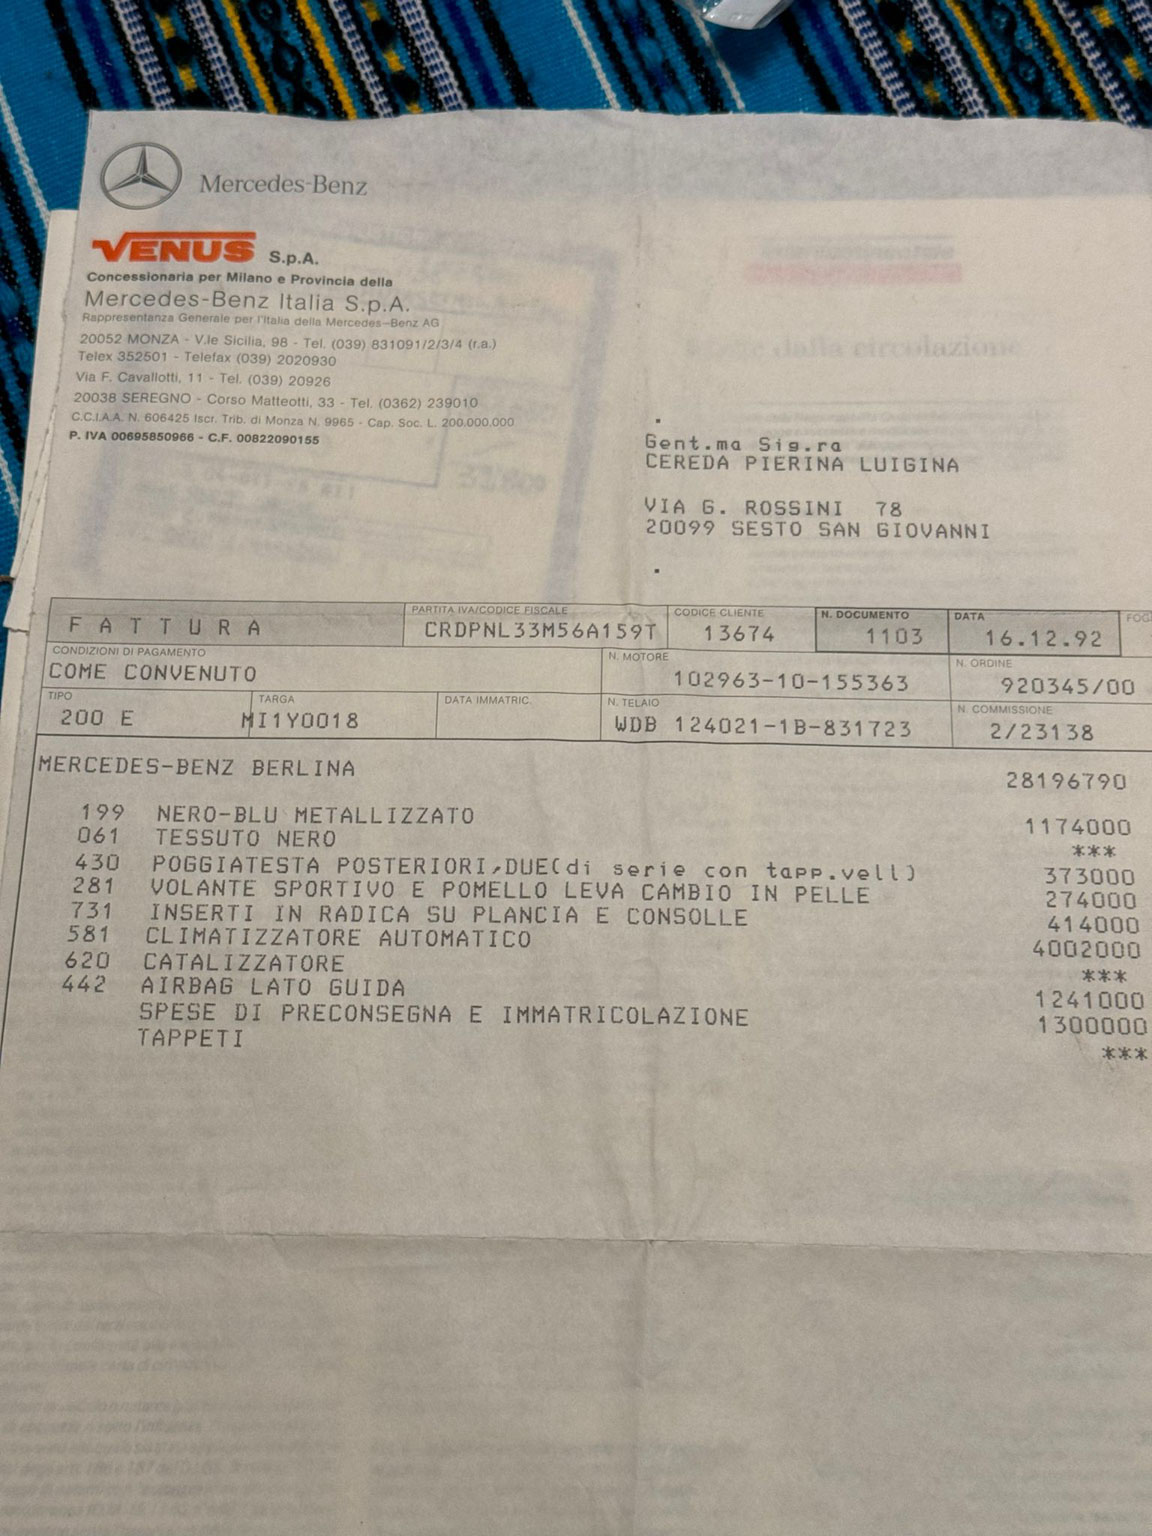 Mercedes-Benz
VENUS S.p.A.
Concessionaria per Milano e Provincia della
Mercedes-Benz Italia S.p.A.
Rappresentanza Generale per l'Italia della Mercedes-Benz AG
20052 MONZA - V.le Sicilia, 98 - Tel. (039) 831091/2/3/4 (r.a.)
Telex 352501 - Telefax (039) 2020930
Via F. Cavallotti, 11 - Tel. (039) 20926
20038 SEREGNO - Corso Matteotti, 33 - Tel. (0362) 239010
C.C.I.A.A. N. 606425 Iscr. Trib. di Monza N. 9965 - Cap. Soc. L. 200.000.000
P. IVA 00695850966 - C.F. 00822090155
Gent.ma Sig.ra
CEREDA PIERINA LUIGINA
VIA G. ROSSINI 78
20099 SESTO SAN GIOVANNI
FATTURA
PARTITA IVA/CODICE FISCALE
CRDPNL33M56A159T
CODICE CLIENTE
13674
N. DOCUMENTO
1103
DATA
16.12.92
CONDIZIONI DI PAGAMENTO
COME CONVENUTO
N. MOTORE
102963-10-155363
N. ORDINE
920345/00
TIPO
200 E
TARGA
MI1Y0018
DATA IMMATRIC.
N. TELAIO
WDB 124021-1B-831723
N. COMMISSIONE
2/23138
MERCEDES-BENZ BERLINA 28196790
199 NERO-BLU METALLIZZATO 1174000
061 TESSUTO NERO ***
430 POGGIATESTA POSTERIORI,DUE(di serie con tapp.vell) 373000
281 VOLANTE SPORTIVO E POMELLO LEVA CAMBIO IN PELLE 274000
731 INSERTI IN RADICA SU PLANCIA E CONSOLLE 414000
581 CLIMATIZZATORE AUTOMATICO 4002000
620 CATALIZZATORE ***
442 AIRBAG LATO GUIDA 1241000
SPESE DI PRECONSEGNA E IMMATRICOLAZIONE 1300000
TAPPETI ***